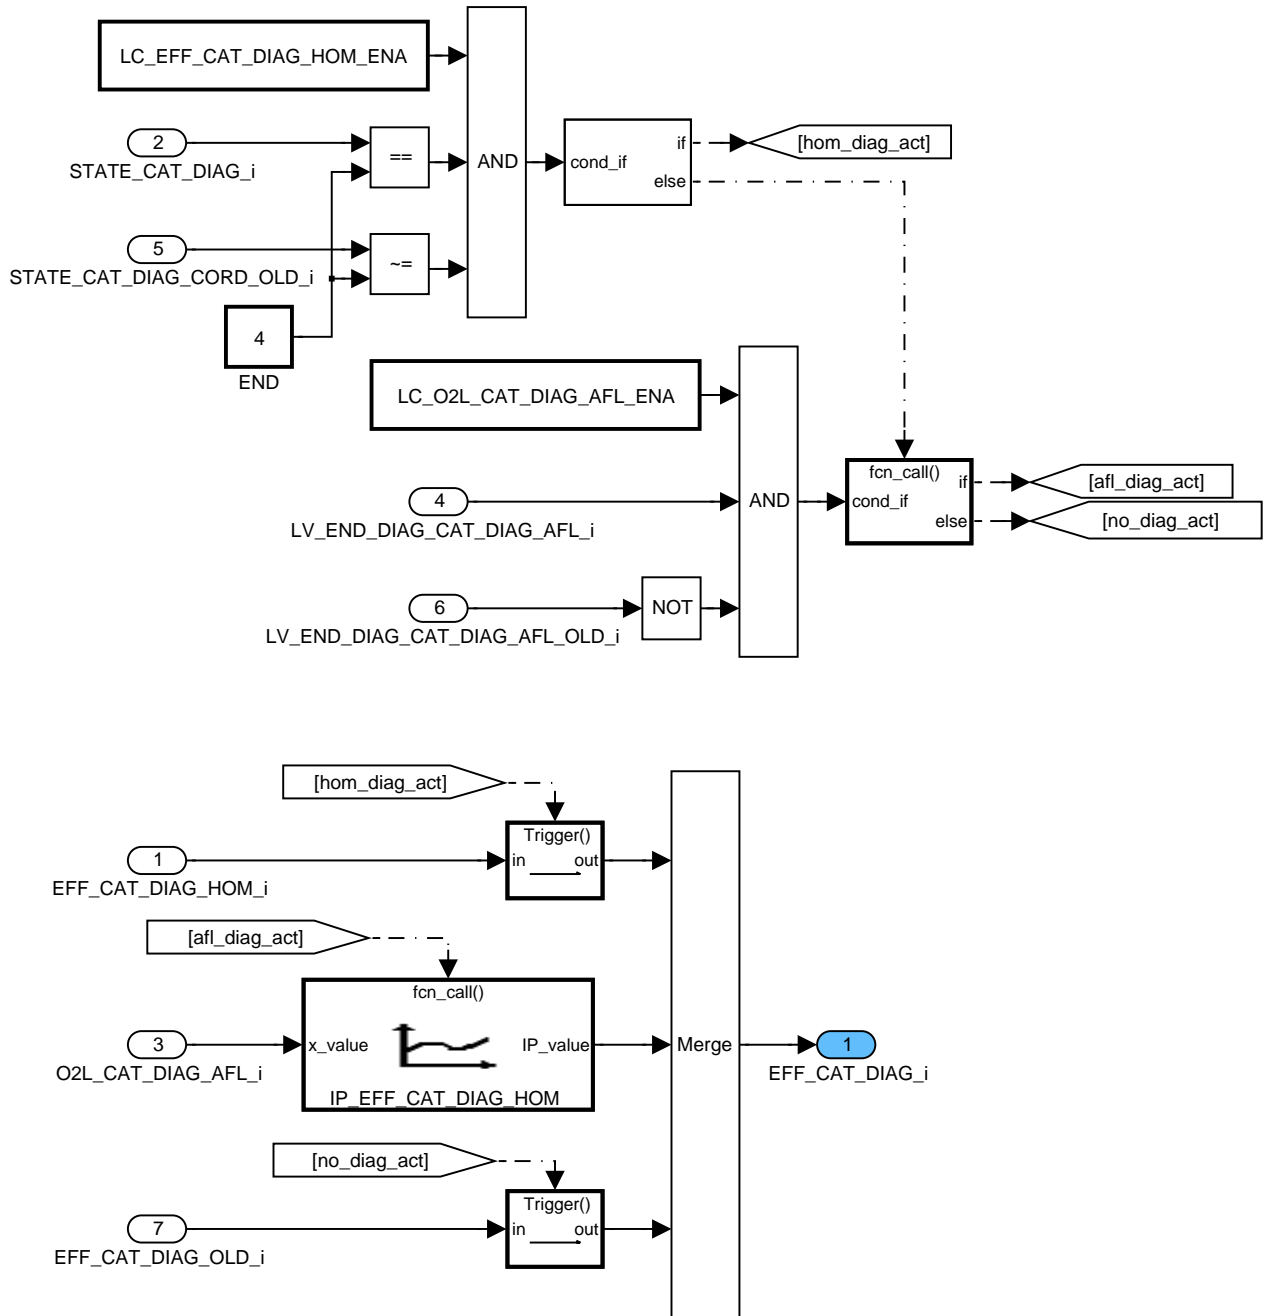 LC_EFF_CAT_DIAG_HOM_ENA
2
STATE_CAT_DIAG_i
==
AND
cond_if
if
else
[hom_diag_act]
5
STATE_CAT_DIAG_CORD_OLD_i
~=
4
END
LC_O2L_CAT_DIAG_AFL_ENA
4
LV_END_DIAG_CAT_DIAG_AFL_i
AND
fcn_call()
cond_if
if
else
[afl_diag_act]
[no_diag_act]
6
LV_END_DIAG_CAT_DIAG_AFL_OLD_i
NOT
[hom_diag_act]
Trigger()
in
out
1
EFF_CAT_DIAG_HOM_i
[afl_diag_act]
fcn_call()
3
O2L_CAT_DIAG_AFL_i
x_value
IP_value
IP_EFF_CAT_DIAG_HOM
Merge
1
EFF_CAT_DIAG_i
[no_diag_act]
Trigger()
in
out
7
EFF_CAT_DIAG_OLD_i